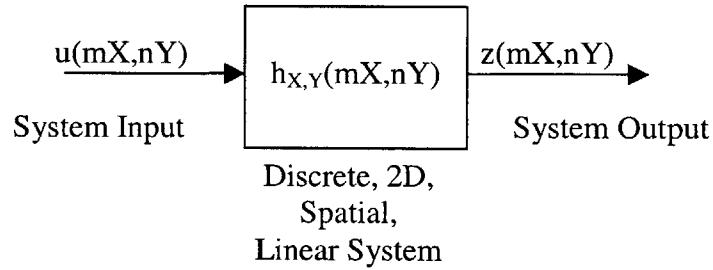 u(mX,nY)
h_{X,Y}(mX,nY)
z(mX,nY)
System Input
System Output
Discrete, 2D,
Spatial,
Linear System